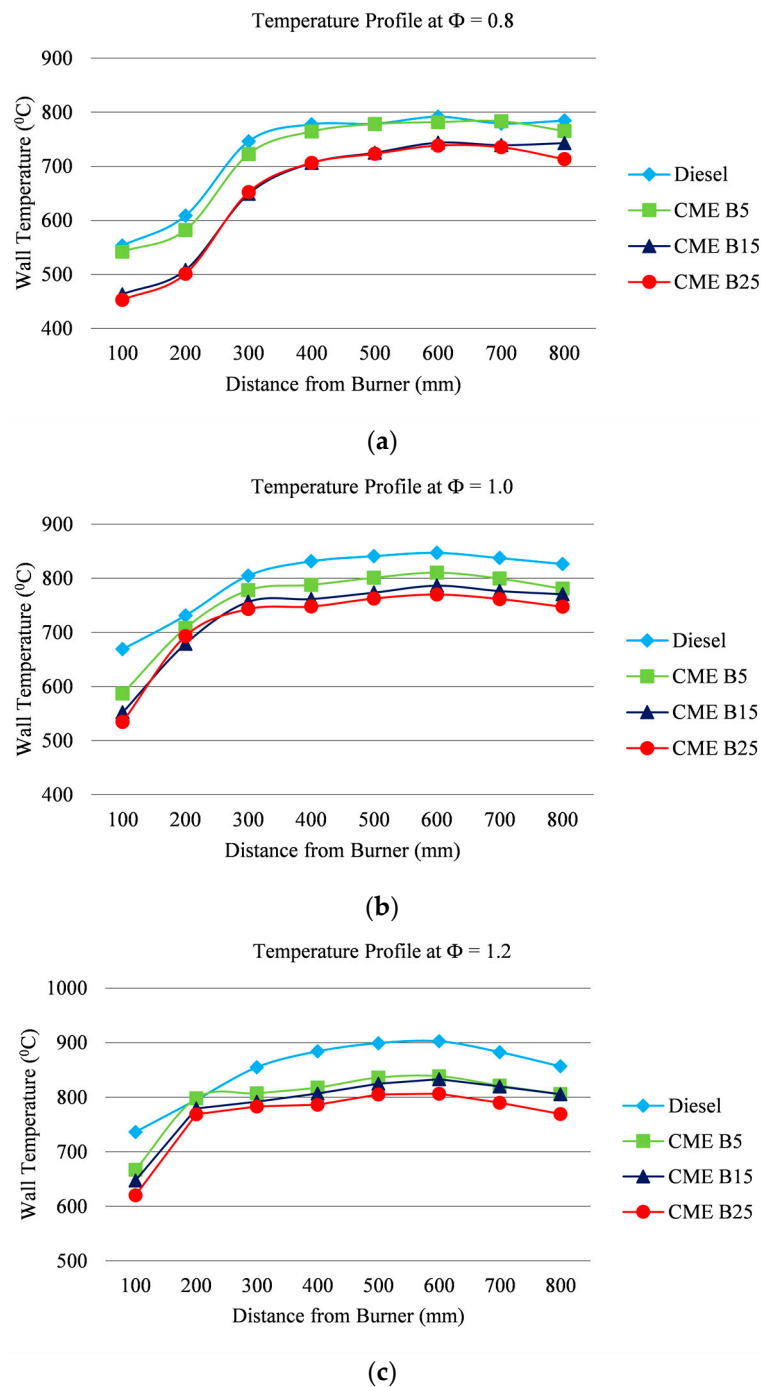 Temperature Profile at Φ = 0.8
900
800
700
600
500
400
Wall Temperature (⁰C)
100 200 300 400 500 600 700 800
Distance from Burner (mm)
Diesel
CME B5
CME B15
CME B25
(a)
Temperature Profile at Φ = 1.0
900
800
700
600
500
400
Wall Temperature (⁰C)
100 200 300 400 500 600 700 800
Distance from Burner (mm)
Diesel
CME B5
CME B15
CME B25
(b)
Temperature Profile at Φ = 1.2
1000
900
800
700
600
500
Wall Temperature (⁰C)
100 200 300 400 500 600 700 800
Distance from Burner (mm)
Diesel
CME B5
CME B15
CME B25
(c)